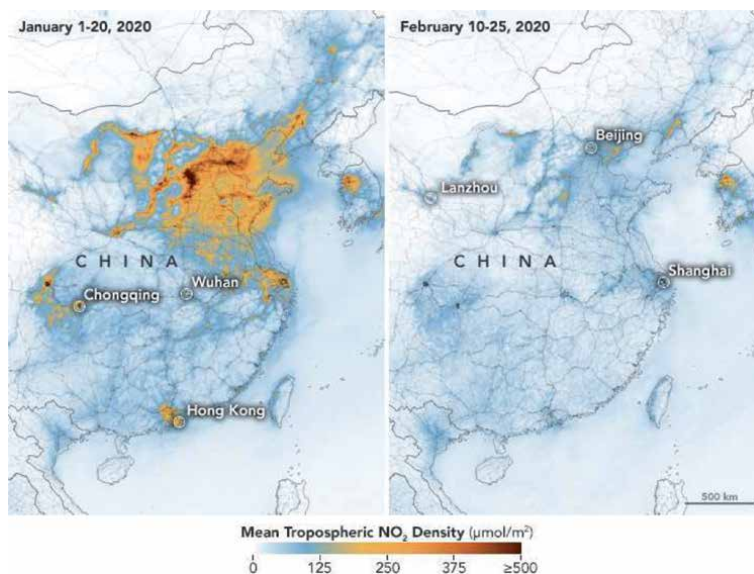 January 1-20, 2020
CHINA
Chongqing
Wuhan
Hong Kong
February 10-25, 2020
Beijing
Lanzhou
CHINA
Shanghai
500 km
Mean Tropospheric NO₂ Density (μmol/m²)
0 125 250 375 ≥500